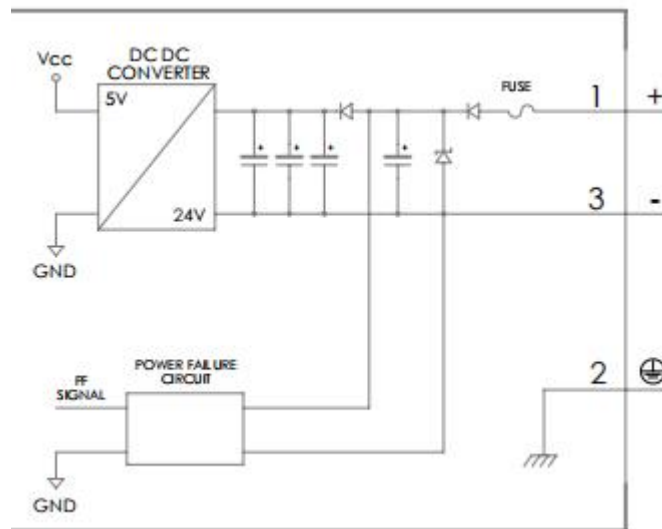 Vcc
DC DC
CONVERTER
5V
24V
GND
FUSE
1 +
3 -
2
POWER FAILURE
CIRCUIT
PF
SIGNAL
GND